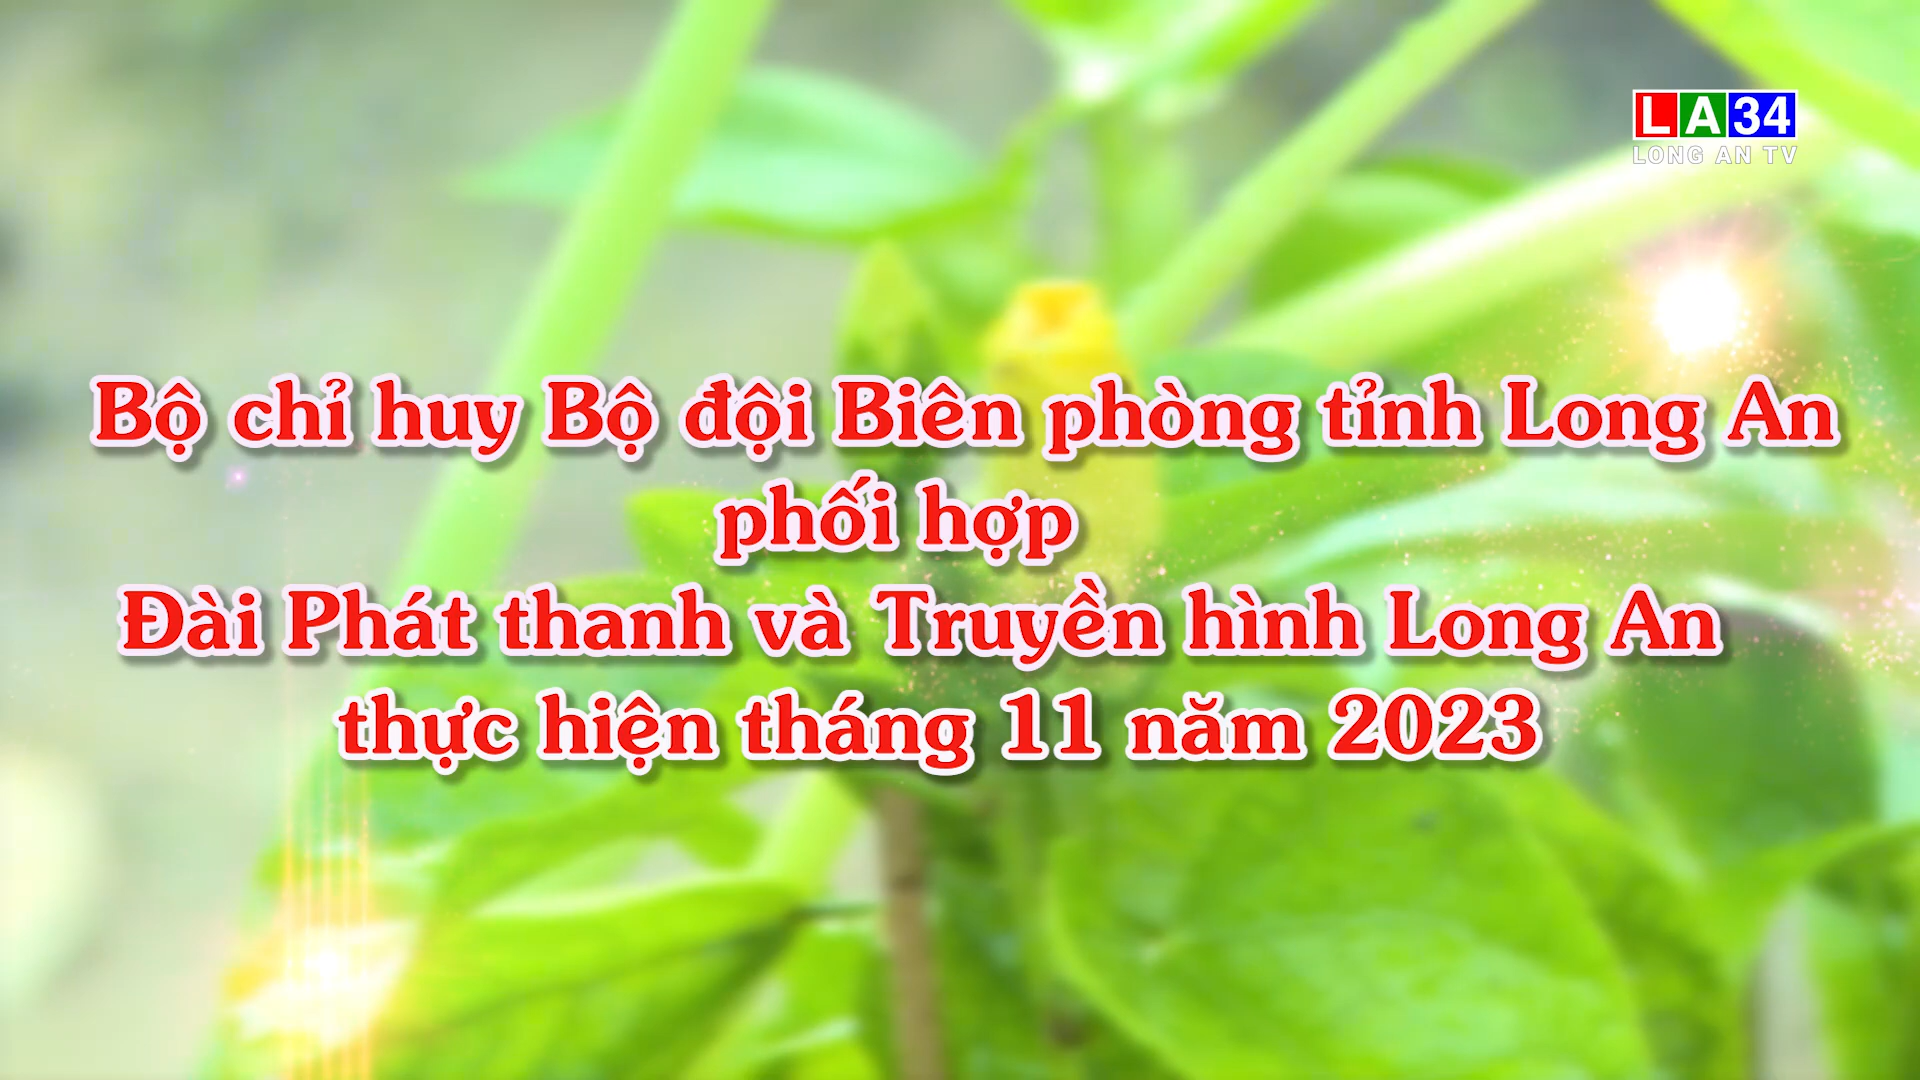 LA34
LONG AN TV
Bộ chỉ huy Bộ đội Biên phòng tỉnh Long An
phối hợp
Đài Phát thanh và Truyền hình Long An
thực hiện tháng 11 năm 2023